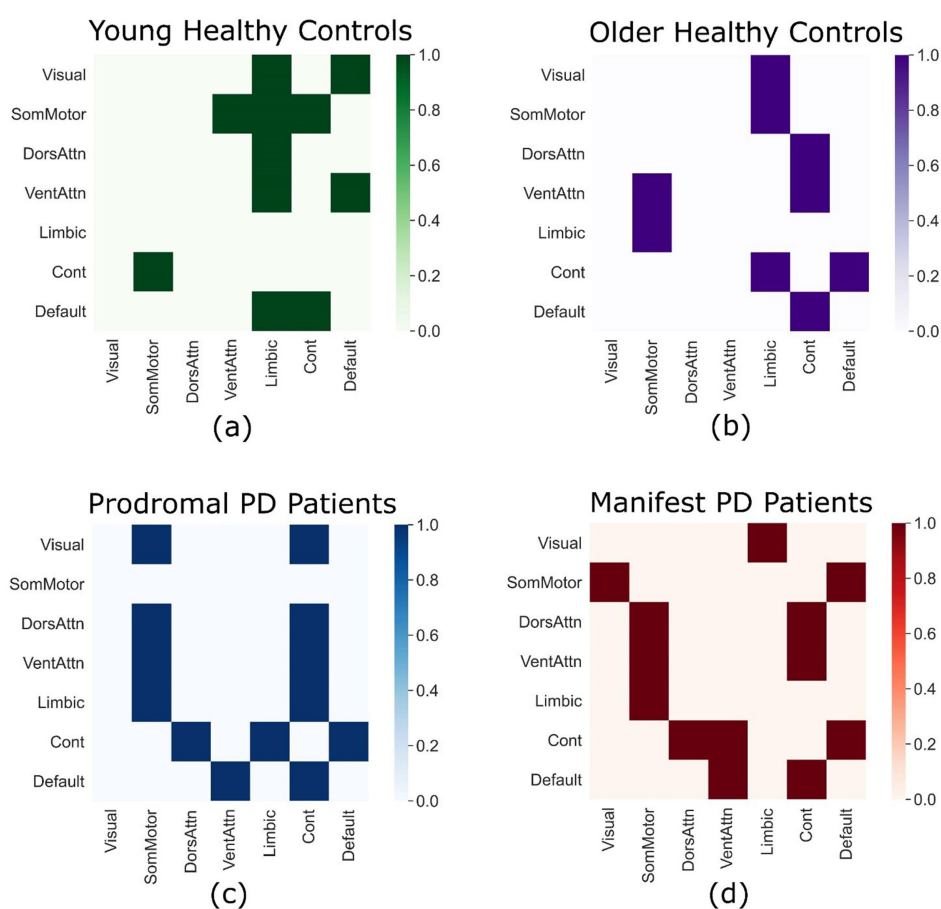 Young Healthy Controls
Visual
SomMotor
DorsAttn
VentAttn
Limbic
Cont
Default
1.0
0.8
0.6
0.4
0.2
0.0
Visual
SomMotor
DorsAttn
VentAttn
Limbic
Cont
Default
(a)
Older Healthy Controls
Visual
SomMotor
DorsAttn
VentAttn
Limbic
Cont
Default
1.0
0.8
0.6
0.4
0.2
0.0
Visual
SomMotor
DorsAttn
VentAttn
Limbic
Cont
Default
(b)
Prodromal PD Patients
Visual
SomMotor
DorsAttn
VentAttn
Limbic
Cont
Default
1.0
0.8
0.6
0.4
0.2
0.0
Visual
SomMotor
DorsAttn
VentAttn
Limbic
Cont
Default
(c)
Manifest PD Patients
Visual
SomMotor
DorsAttn
VentAttn
Limbic
Cont
Default
1.0
0.8
0.6
0.4
0.2
0.0
Visual
SomMotor
DorsAttn
VentAttn
Limbic
Cont
Default
(d)